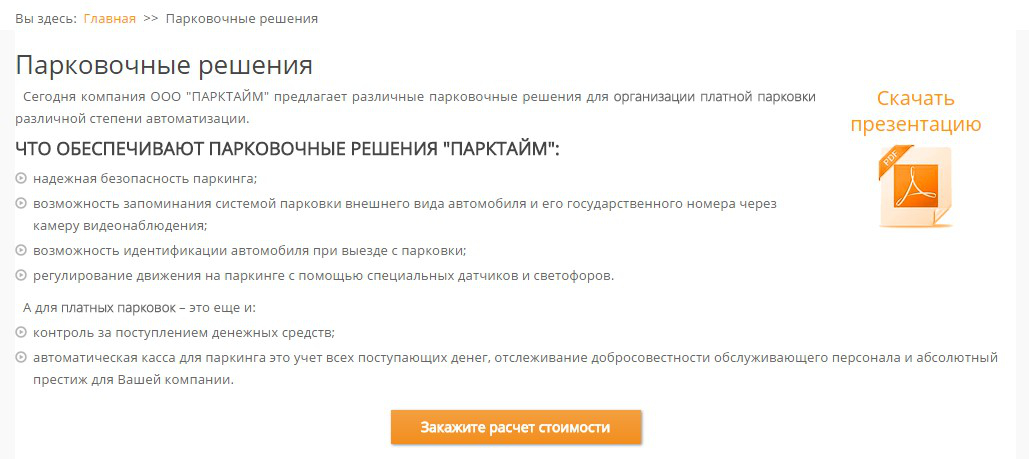 Вы здесь: Главная >> Парковочные решения
Парковочные решения
Сегодня компания ООО "ПАРКТАЙМ" предлагает различные парковочные решения для организации платной парковки
различной степени автоматизации.
Скачать
презентацию
PDF
ЧТО ОБЕСПЕЧИВАЮТ ПАРКОВОЧНЫЕ РЕШЕНИЯ "ПАРКТАЙМ":
надежная безопасность паркинга;
возможность запоминания системой парковки внешнего вида автомобиля и его государственного номера через
камеру видеонаблюдения;
возможность идентификации автомобиля при выезде с парковки;
регулирование движения на паркинге с помощью специальных датчиков и светофоров.
А для платных парковок – это еще и:
контроль за поступлением денежных средств;
автоматическая касса для паркинга это учет всех поступающих денег, отслеживание добросовестности обслуживающего персонала и абсолютный
престиж для Вашей компании.
Закажите расчет стоимости